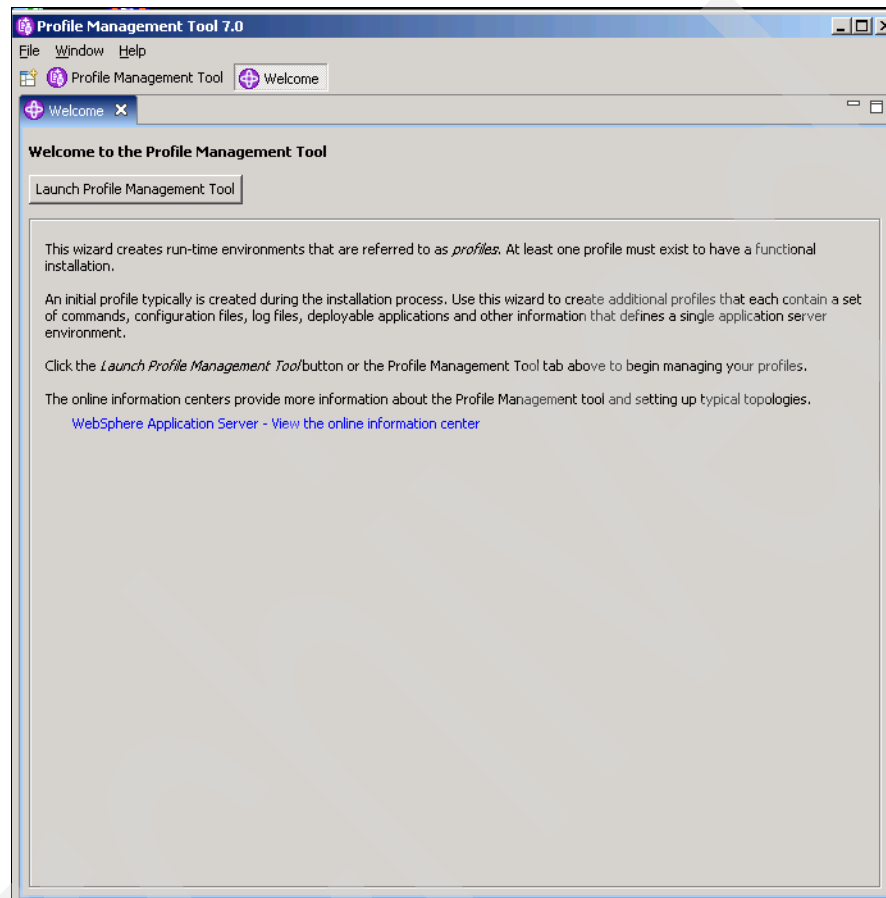 Profile Management Tool 7.0
File Window Help
Profile Management Tool Welcome
Welcome
Welcome to the Profile Management Tool
Launch Profile Management Tool
This wizard creates run-time environments that are referred to as profiles. At least one profile must exist to have a functional
installation.
An initial profile typically is created during the installation process. Use this wizard to create additional profiles that each contain a set
of commands, configuration files, log files, deployable applications and other information that defines a single application server
environment.
Click the Launch Profile Management Tool button or the Profile Management Tool tab above to begin managing your profiles.
The online information centers provide more information about the Profile Management tool and setting up typical topologies.
WebSphere Application Server - View the online information center